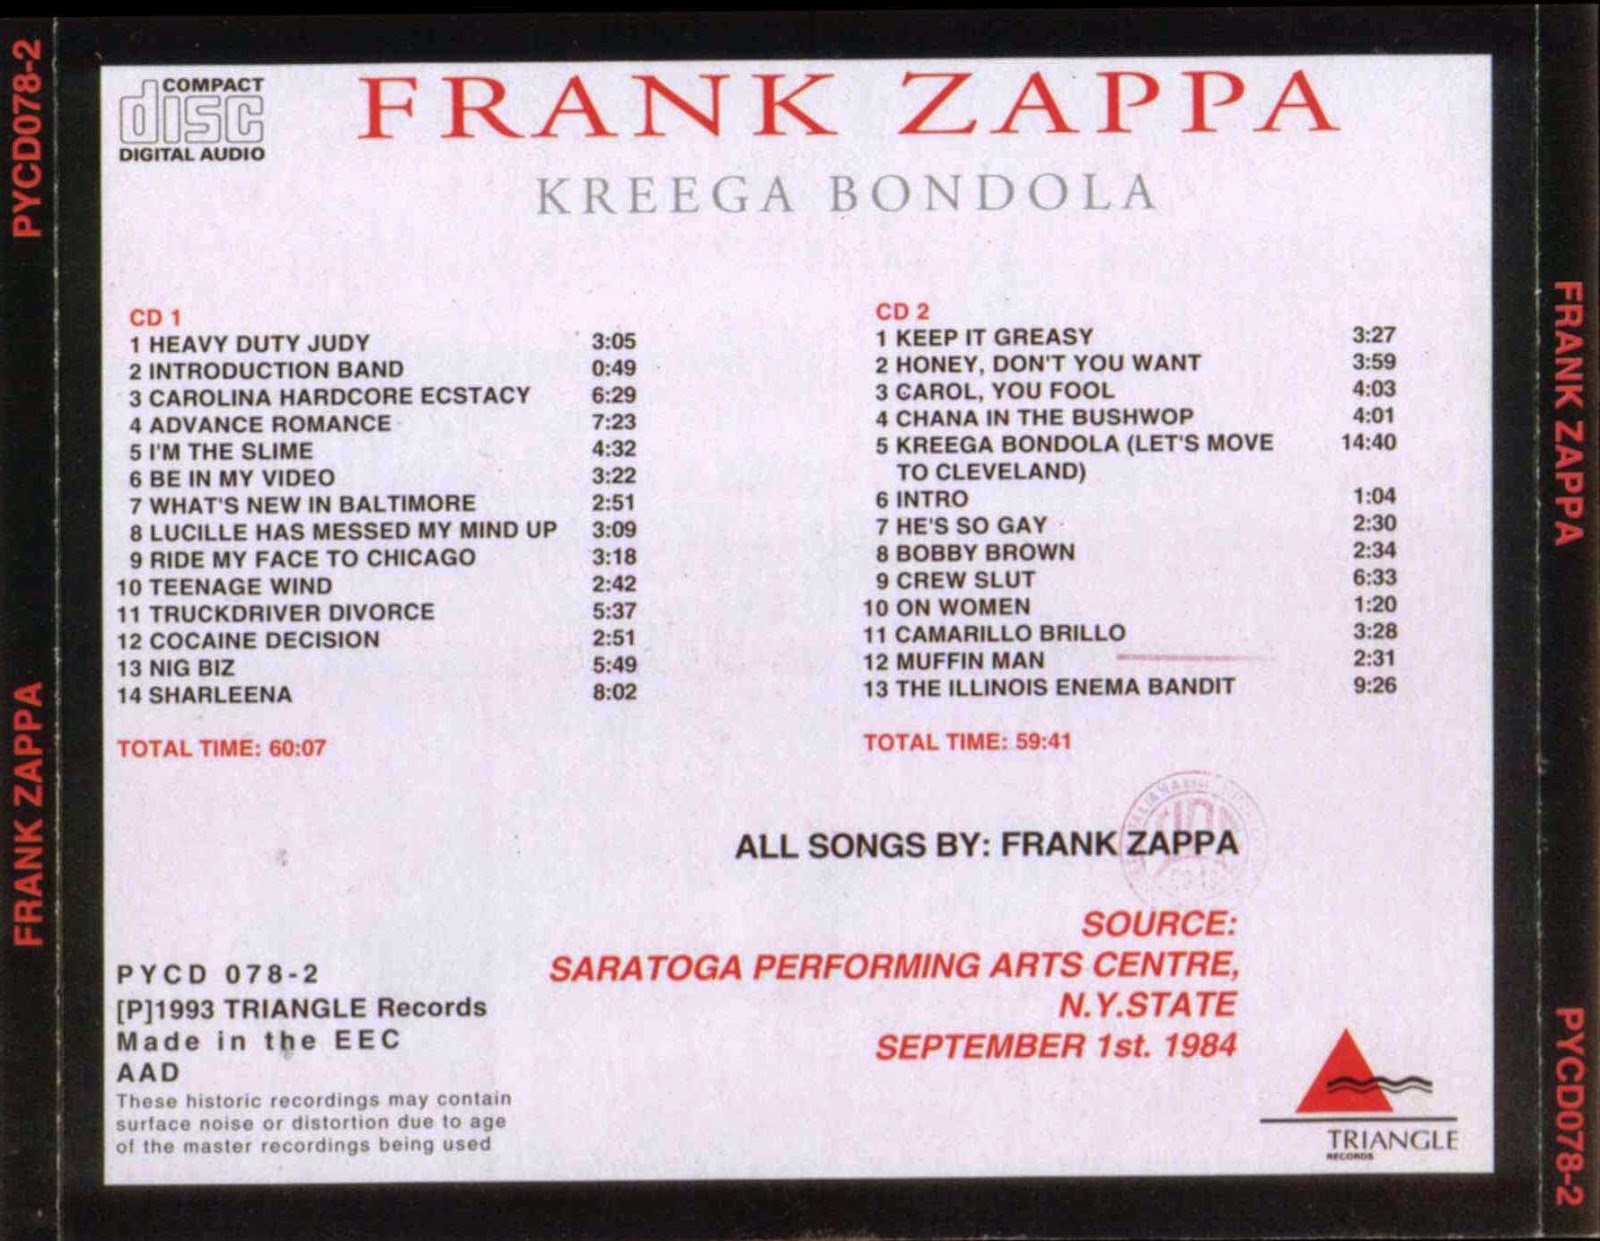 PYCD078-2
FRANK ZAPPA
COMPACT
disc
DIGITAL AUDIO
FRANK ZAPPA
KREEGA BONDOLA
CD 1
1 HEAVY DUTY JUDY 3:05
2 INTRODUCTION BAND 0:49
3 CAROLINA HARDCORE ECSTACY 6:29
4 ADVANCE ROMANCE 7:23
5 I'M THE SLIME 4:32
6 BE IN MY VIDEO 3:22
7 WHAT'S NEW IN BALTIMORE 2:51
8 LUCILLE HAS MESSED MY MIND UP 3:09
9 RIDE MY FACE TO CHICAGO 3:18
10 TEENAGE WIND 2:42
11 TRUCKDRIVER DIVORCE 5:37
12 COCAINE DECISION 2:51
13 NIG BIZ 5:49
14 SHARLEENA 8:02
TOTAL TIME: 60:07
CD 2
1 KEEP IT GREASY 3:27
2 HONEY, DON'T YOU WANT 3:59
3 CAROL, YOU FOOL 4:03
4 CHANA IN THE BUSHWOP 4:01
5 KREEGA BONDOLA (LET'S MOVE 14:40
TO CLEVELAND)
6 INTRO 1:04
7 HE'S SO GAY 2:30
8 BOBBY BROWN 2:34
9 CREW SLUT 6:33
10 ON WOMEN 1:20
11 CAMARILLO BRILLO 3:28
12 MUFFIN MAN 2:31
13 THE ILLINOIS ENEMA BANDIT 9:26
TOTAL TIME: 59:41
ALL SONGS BY: FRANK ZAPPA
SOURCE:
SARATOGA PERFORMING ARTS CENTRE,
N.Y.STATE
SEPTEMBER 1st. 1984
PYCD 078-2
[P]1993 TRIANGLE Records
Made in the EEC
AAD
These historic recordings may contain
surface noise or distortion due to age
of the master recordings being used
TRIANGLE
RECORDS
FRANK ZAPPA
PYCD078-2